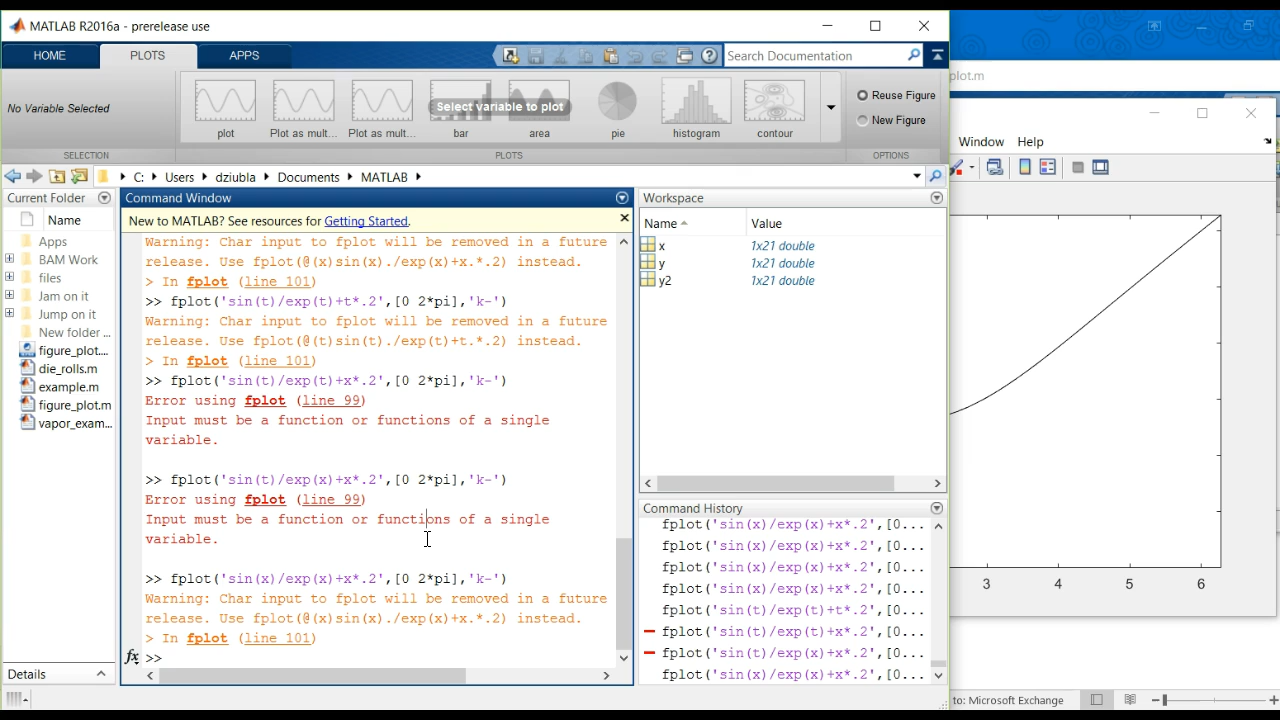 MATLAB R2016a - prerelease use
HOME PLOTS APPS
Search Documentation
No Variable Selected
Select variable to plot
plot Plot as mult... Plot as mult... bar area pie histogram contour
Reuse Figure
New Figure
SELECTION PLOTS OPTIONS
C: Users dziubla Documents MATLAB
Current Folder
Name
Apps
BAM Work
files
Jam on it
Jump on it
New folder ...
figure_plot....
die_rolls.m
example.m
figure_plot.m
vapor_exam...
Details
Command Window
New to MATLAB? See resources for Getting Started.
Warning: Char input to fplot will be removed in a future
release. Use fplot(@(x)sin(x)./exp(x)+x.*.2) instead.
> In fplot (line 101)
>> fplot('sin(t)/exp(t)+t*.2',[0 2*pi],'k-')
Warning: Char input to fplot will be removed in a future
release. Use fplot(@(t)sin(t)./exp(t)+t.*.2) instead.
> In fplot (line 101)
>> fplot('sin(t)/exp(t)+x*.2',[0 2*pi],'k-')
Error using fplot (line 99)
Input must be a function or functions of a single
variable.
>> fplot('sin(t)/exp(x)+x*.2',[0 2*pi],'k-')
Error using fplot (line 99)
Input must be a function or functions of a single
variable.
>> fplot('sin(x)/exp(x)+x*.2',[0 2*pi],'k-')
Warning: Char input to fplot will be removed in a future
release. Use fplot(@(x)sin(x)./exp(x)+x.*.2) instead.
> In fplot (line 101)
fx >>
Workspace
Name Value
x 1x21 double
y 1x21 double
y2 1x21 double
Command History
fplot('sin(x)/exp(x)+x*.2',[0...
fplot('sin(x)/exp(x)+x*.2',[0...
fplot('sin(x)/exp(x)+x*.2',[0...
fplot('sin(x)/exp(x)+x*.2',[0...
fplot('sin(t)/exp(t)+t*.2',[0...
fplot('sin(t)/exp(t)+x*.2',[0...
fplot('sin(t)/exp(x)+x*.2',[0...
fplot('sin(x)/exp(x)+x*.2',[0...
plot.m
Window Help
3 4 5 6
to: Microsoft Exchange